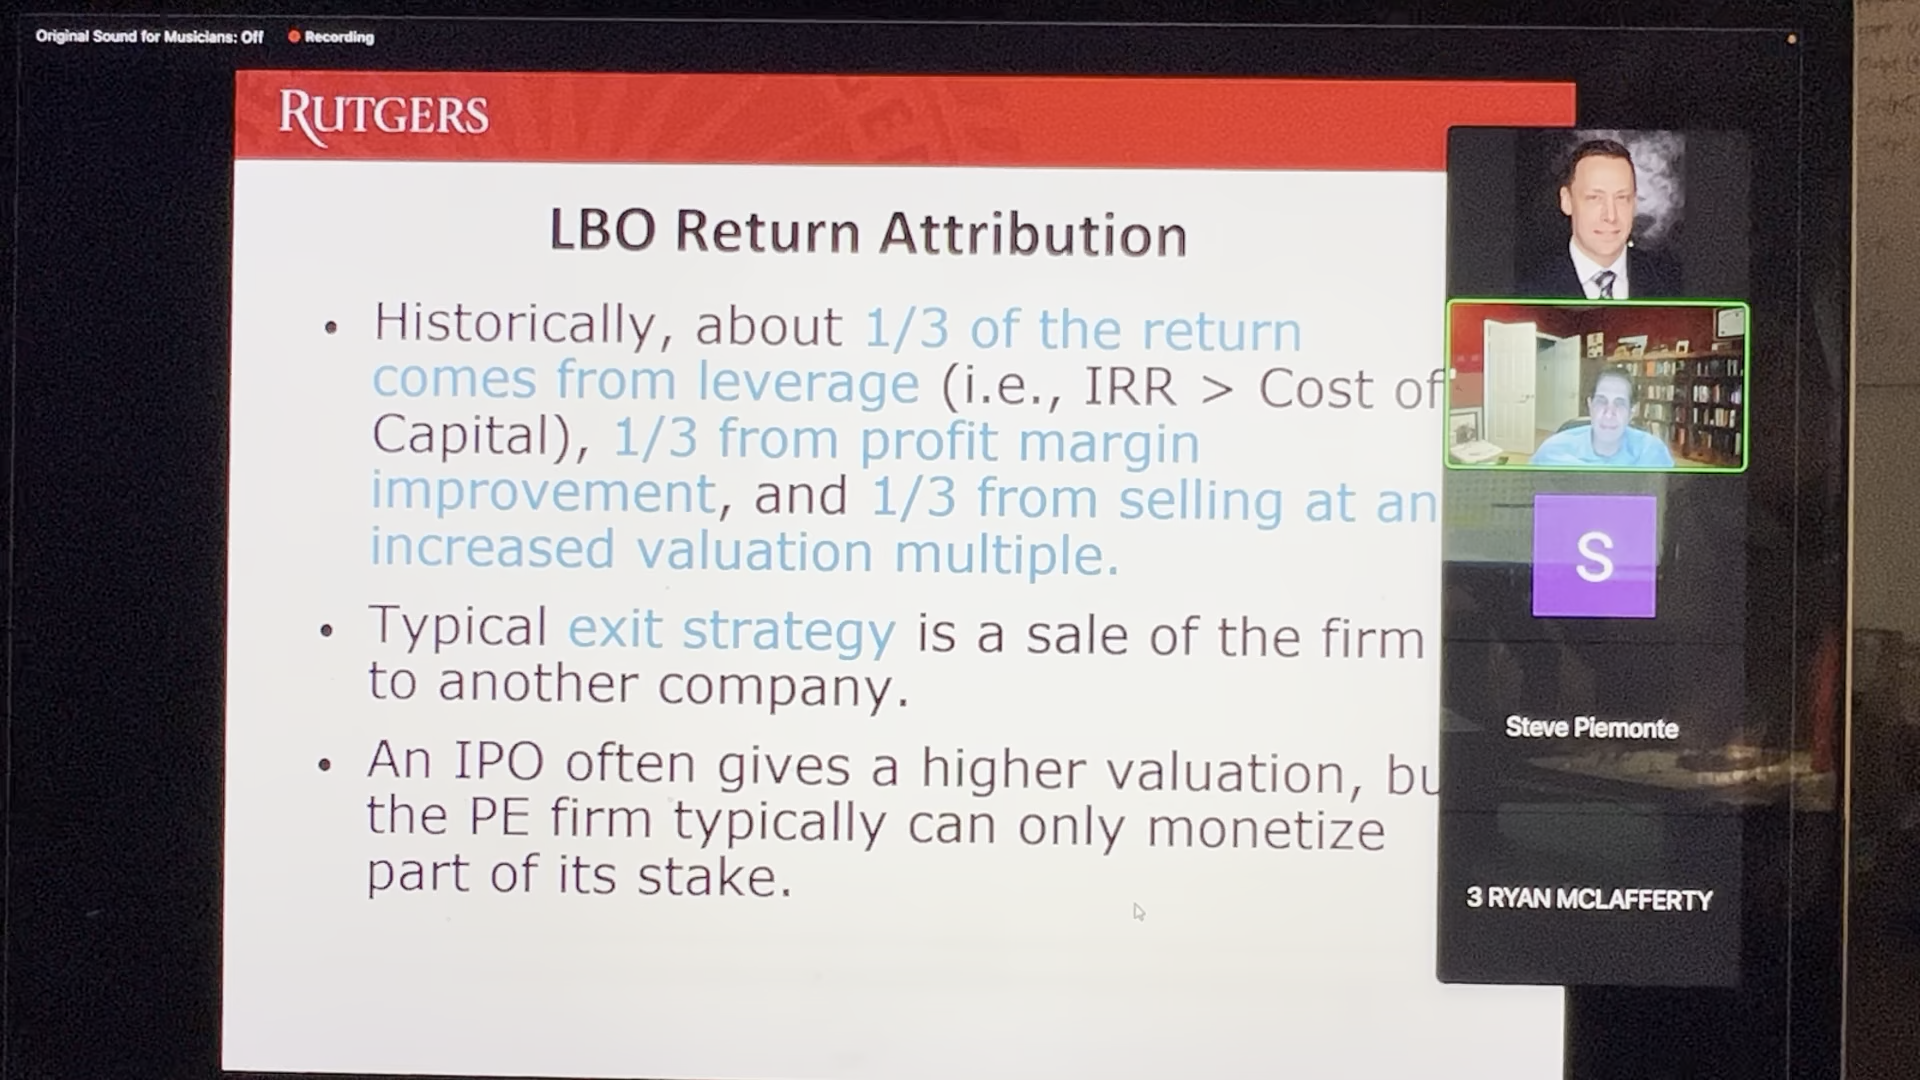 Original Sound for Musicians: Off
Recording
RUTGERS
LBO Return Attribution
• Historically, about 1/3 of the return
comes from leverage (i.e., IRR > Cost of
Capital), 1/3 from profit margin
improvement, and 1/3 from selling at an
increased valuation multiple.
• Typical exit strategy is a sale of the firm
to another company.
• An IPO often gives a higher valuation, bu
the PE firm typically can only monetize
part of its stake.
S
Steve Piemonte
3 RYAN MCLAFFERTY